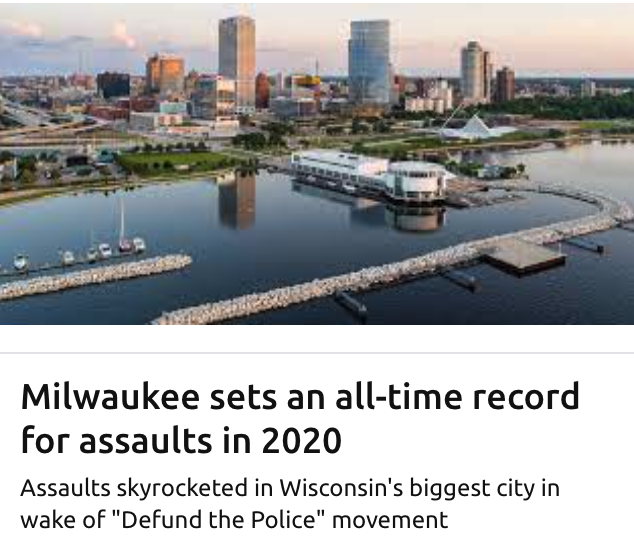 Milwaukee sets an all-time record
for assaults in 2020
Assaults skyrocketed in Wisconsin's biggest city in
wake of "Defund the Police" movement